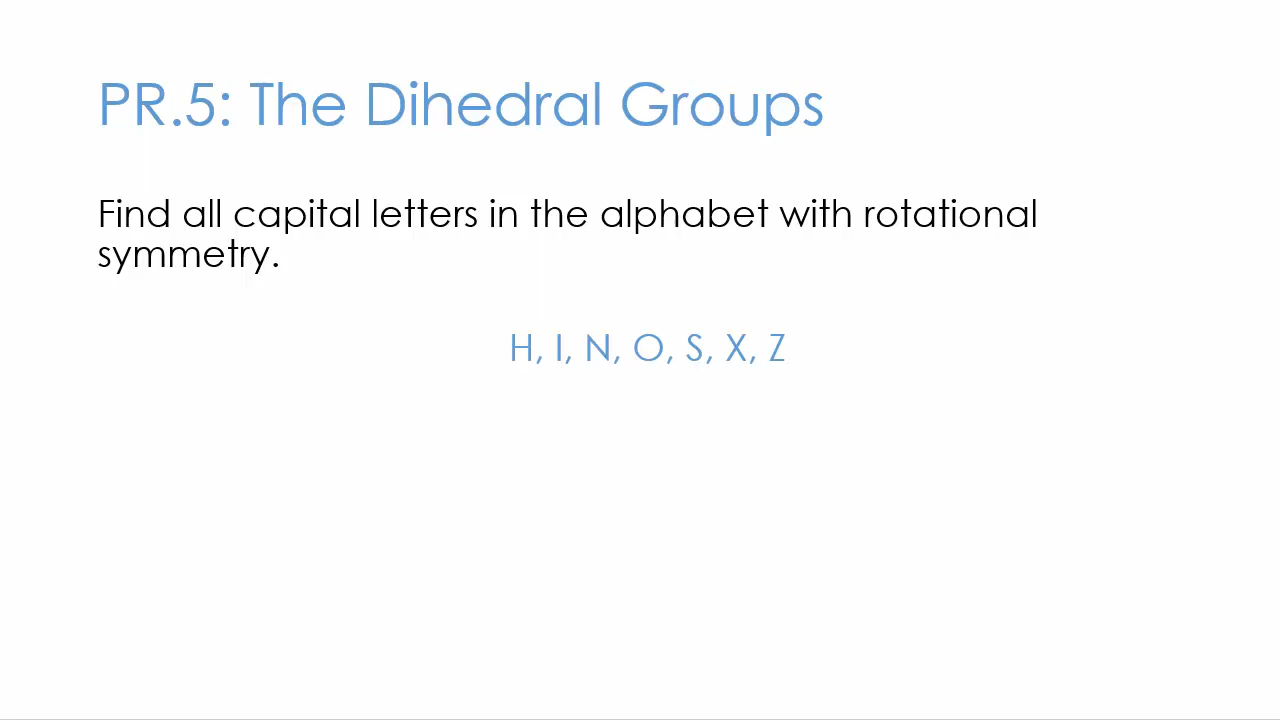 PR.5: The Dihedral Groups
Find all capital letters in the alphabet with rotational
symmetry.
H, I, N, O, S, X, Z